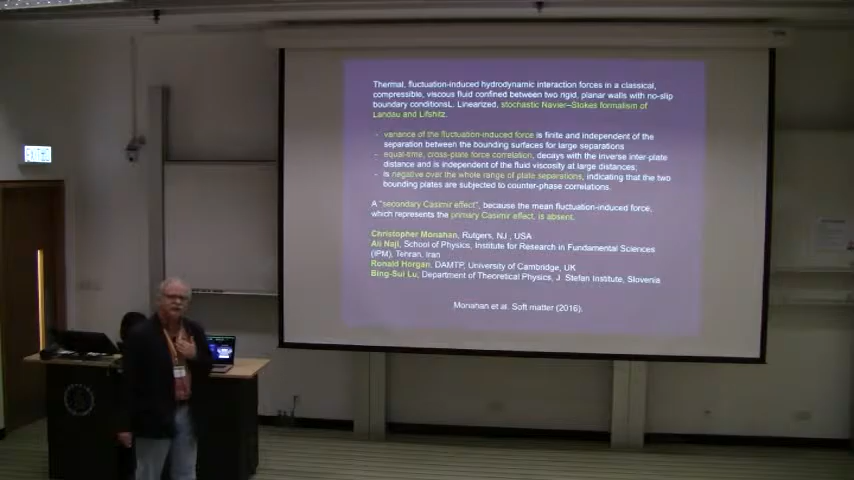 Thermal, fluctuation-induced hydrodynamic interaction forces in a classical,
compressible, viscous fluid confined between two rigid, planar walls with no-slip
boundary conditionsL. Linearized, stochastic Navier–Stokes formalism of
Landau and Lifshitz.
- variance of the fluctuation-induced force is finite and independent of the
separation between the bounding surfaces for large separations
- equal-time, cross-plate force correlation, decays with the inverse inter-plate
distance and is independent of the fluid viscosity at large distances;
- is negative over the whole range of plate separations, indicating that the two
bounding plates are subjected to counter-phase correlations.
A "secondary Casimir effect", because the mean fluctuation-induced force,
which represents the primary Casimir effect, is absent.
Christopher Monahan, Rutgers, NJ , USA
Ali Naji, School of Physics, Institute for Research in Fundamental Sciences
(IPM), Tehran, Iran
Ronald Horgan, DAMTP, University of Cambridge, UK
Bing-Sui Lu, Department of Theoretical Physics, J. Stefan Institute, Slovenia
Monahan et al. Soft matter (2016).